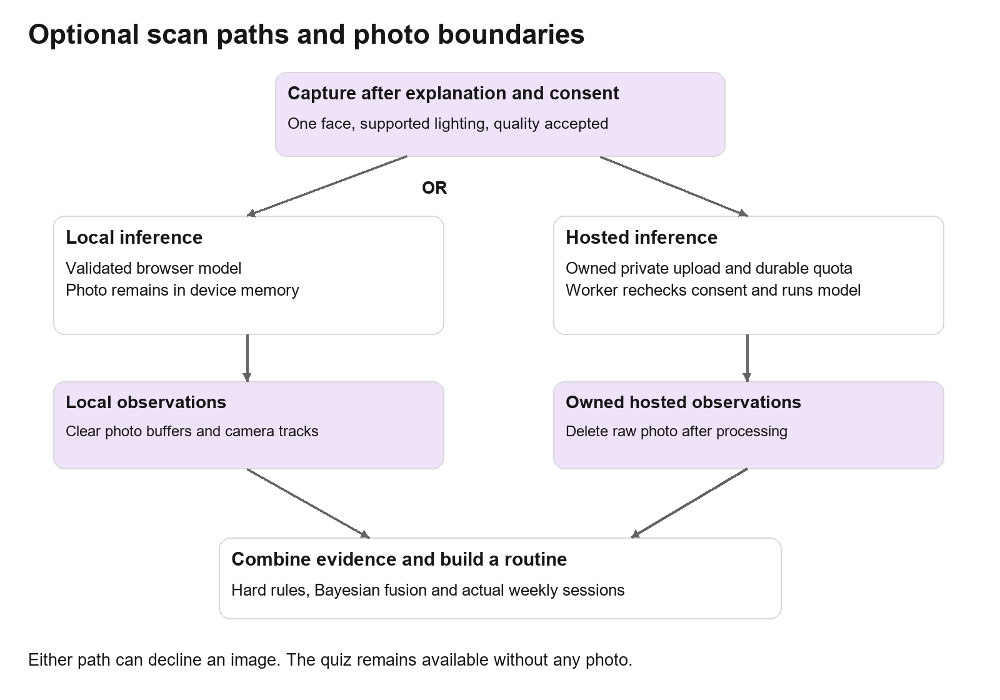 Optional scan paths and photo boundaries
Capture after explanation and consent
One face, supported lighting, quality accepted
OR
Local inference
Validated browser model
Photo remains in device memory
Hosted inference
Owned private upload and durable quota
Worker rechecks consent and runs model
Local observations
Clear photo buffers and camera tracks
Owned hosted observations
Delete raw photo after processing
Combine evidence and build a routine
Hard rules, Bayesian fusion and actual weekly sessions
Either path can decline an image. The quiz remains available without any photo.